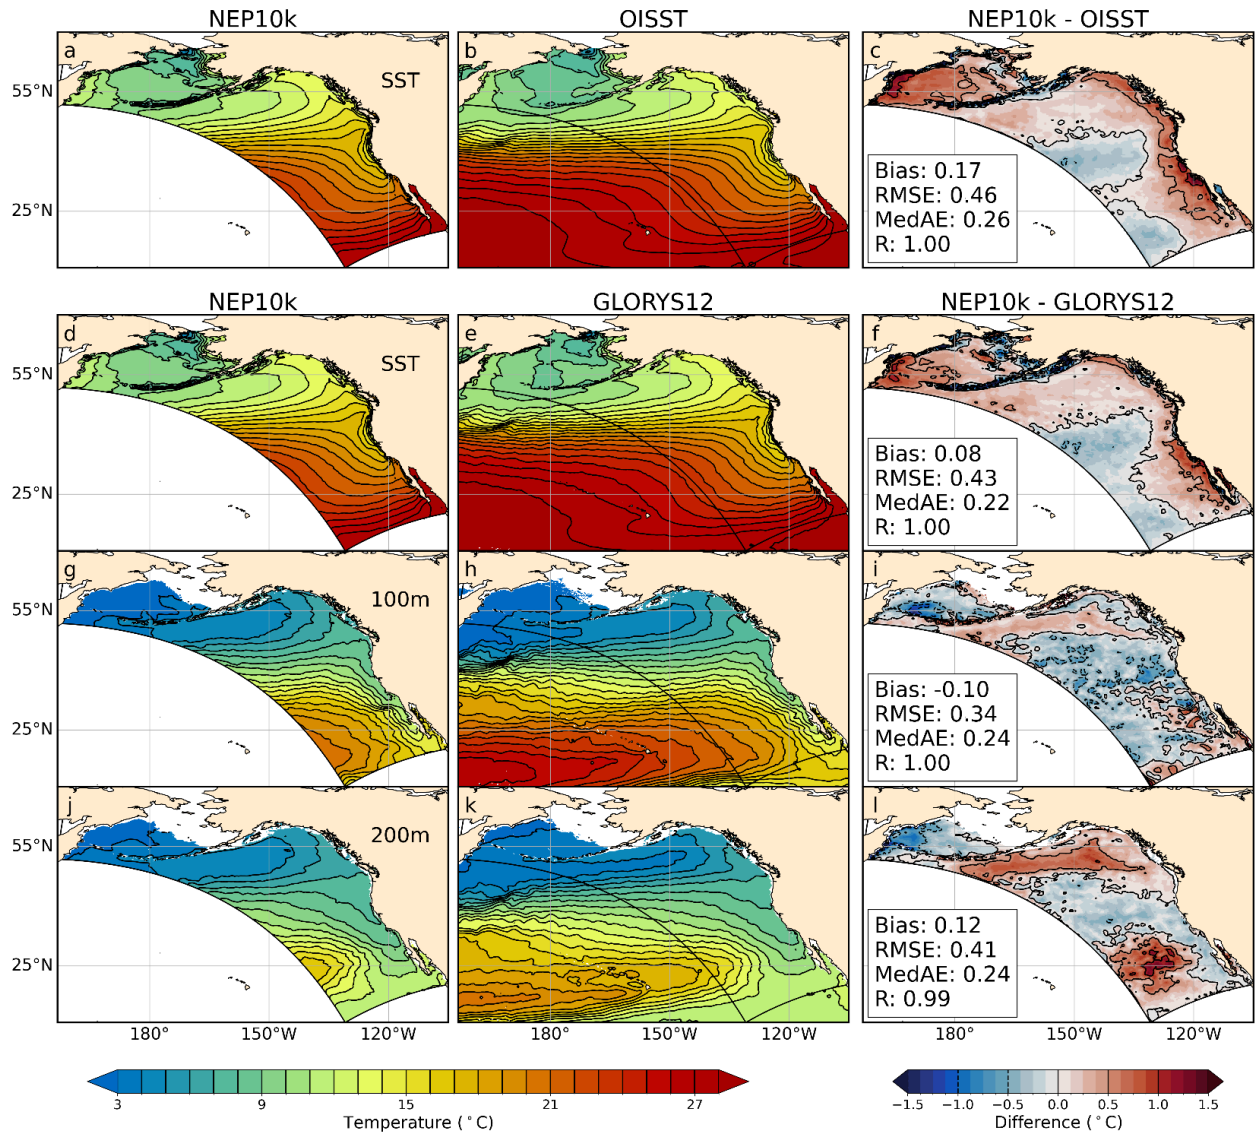 NEP10k
OISST
NEP10k - OISST
a
SST
b
c
55°N
25°N
Bias: 0.17
RMSE: 0.46
MedAE: 0.26
R: 1.00
NEP10k
GLORYS12
NEP10k - GLORYS12
d
SST
e
f
55°N
25°N
Bias: 0.08
RMSE: 0.43
MedAE: 0.22
R: 1.00
g
100m
h
i
55°N
25°N
Bias: -0.10
RMSE: 0.34
MedAE: 0.24
R: 1.00
j
200m
k
l
55°N
25°N
Bias: 0.12
RMSE: 0.41
MedAE: 0.24
R: 0.99
180° 150°W 120°W
180° 150°W 120°W
180° 150°W 120°W
3 9 15 21 27
Temperature (°C)
−1.5 −1.0 −0.5 0.0 0.5 1.0 1.5
Difference (°C)